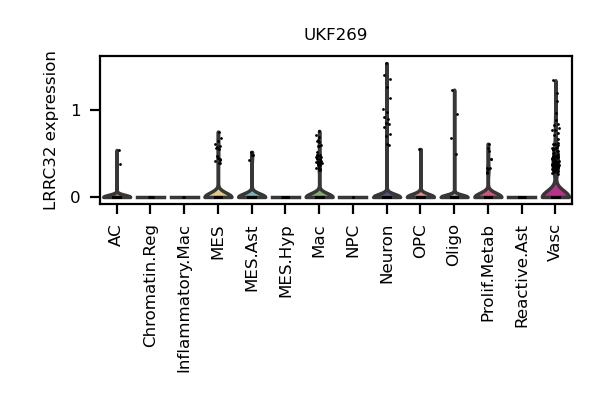 UKF269
LRRC32 expression
1
0
AC
Chromatin.Reg
Inflammatory.Mac
MES
MES.Ast
MES.Hyp
Mac
NPC
Neuron
OPC
Oligo
Prolif.Metab
Reactive.Ast
Vasc